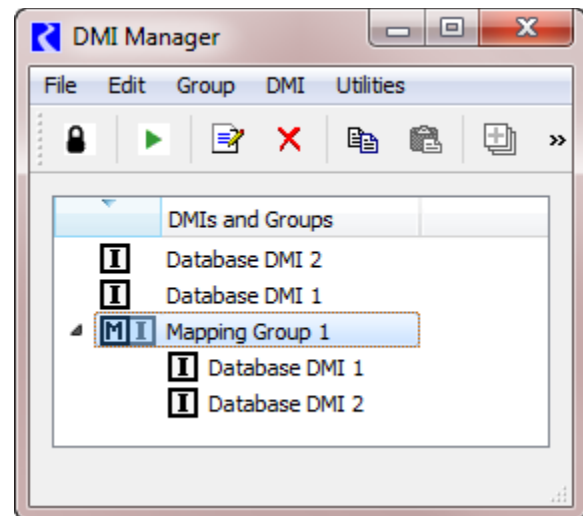 DMI Manager
File Edit Group DMI Utilities
DMIs and Groups
I Database DMI 2
I Database DMI 1
M I Mapping Group 1
I Database DMI 1
I Database DMI 2